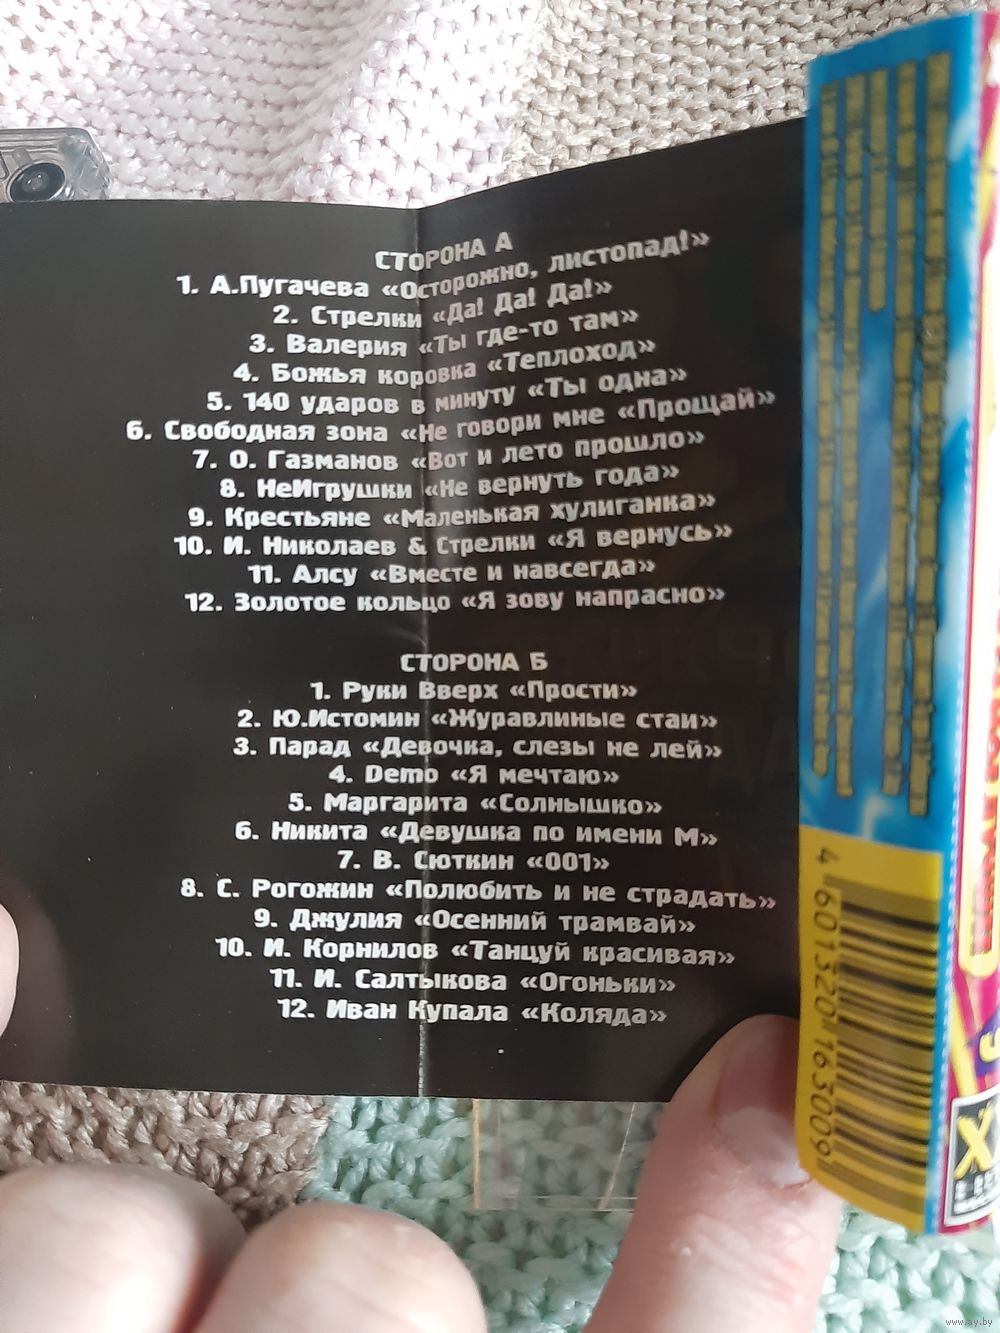 СТОРОНА А
1. А.Пугачева «Осторожно, листопад!»
2. Стрелки «Да! Да! Да!»
3. Валерия «Ты где-то там»
4. Божья коровка «Теплоход»
5. 140 ударов в минуту «Ты одна»
6. Свободная зона «Не говори мне «Прощай»
7. О. Газманов «Вот и лето прошло»
8. НеИгрушки «Не вернуть года»
9. Крестьяне «Маленькая хулиганка»
10. И. Николаев & Стрелки «Я вернусь»
11. Алсу «Вместе и навсегда»
12. Золотое кольцо «Я зову напрасно»
СТОРОНА Б
1. Руки Вверх «Прости»
2. Ю.Истомин «Журавлиные стаи»
3. Парад «Девочка, слезы не лей»
4. Demo «Я мечтаю»
5. Маргарита «Солнышко»
6. Никита «Девушка по имени М»
7. В. Сюткин «001»
8. С. Рогожин «Полюбить и не страдать»
9. Джулия «Осенний трамвай»
10. И. Корнилов «Танцуй красивая»
11. И. Салтыкова «Огоньки»
12. Иван Купала «Коляда»
4 601320 163009
www.ay.by